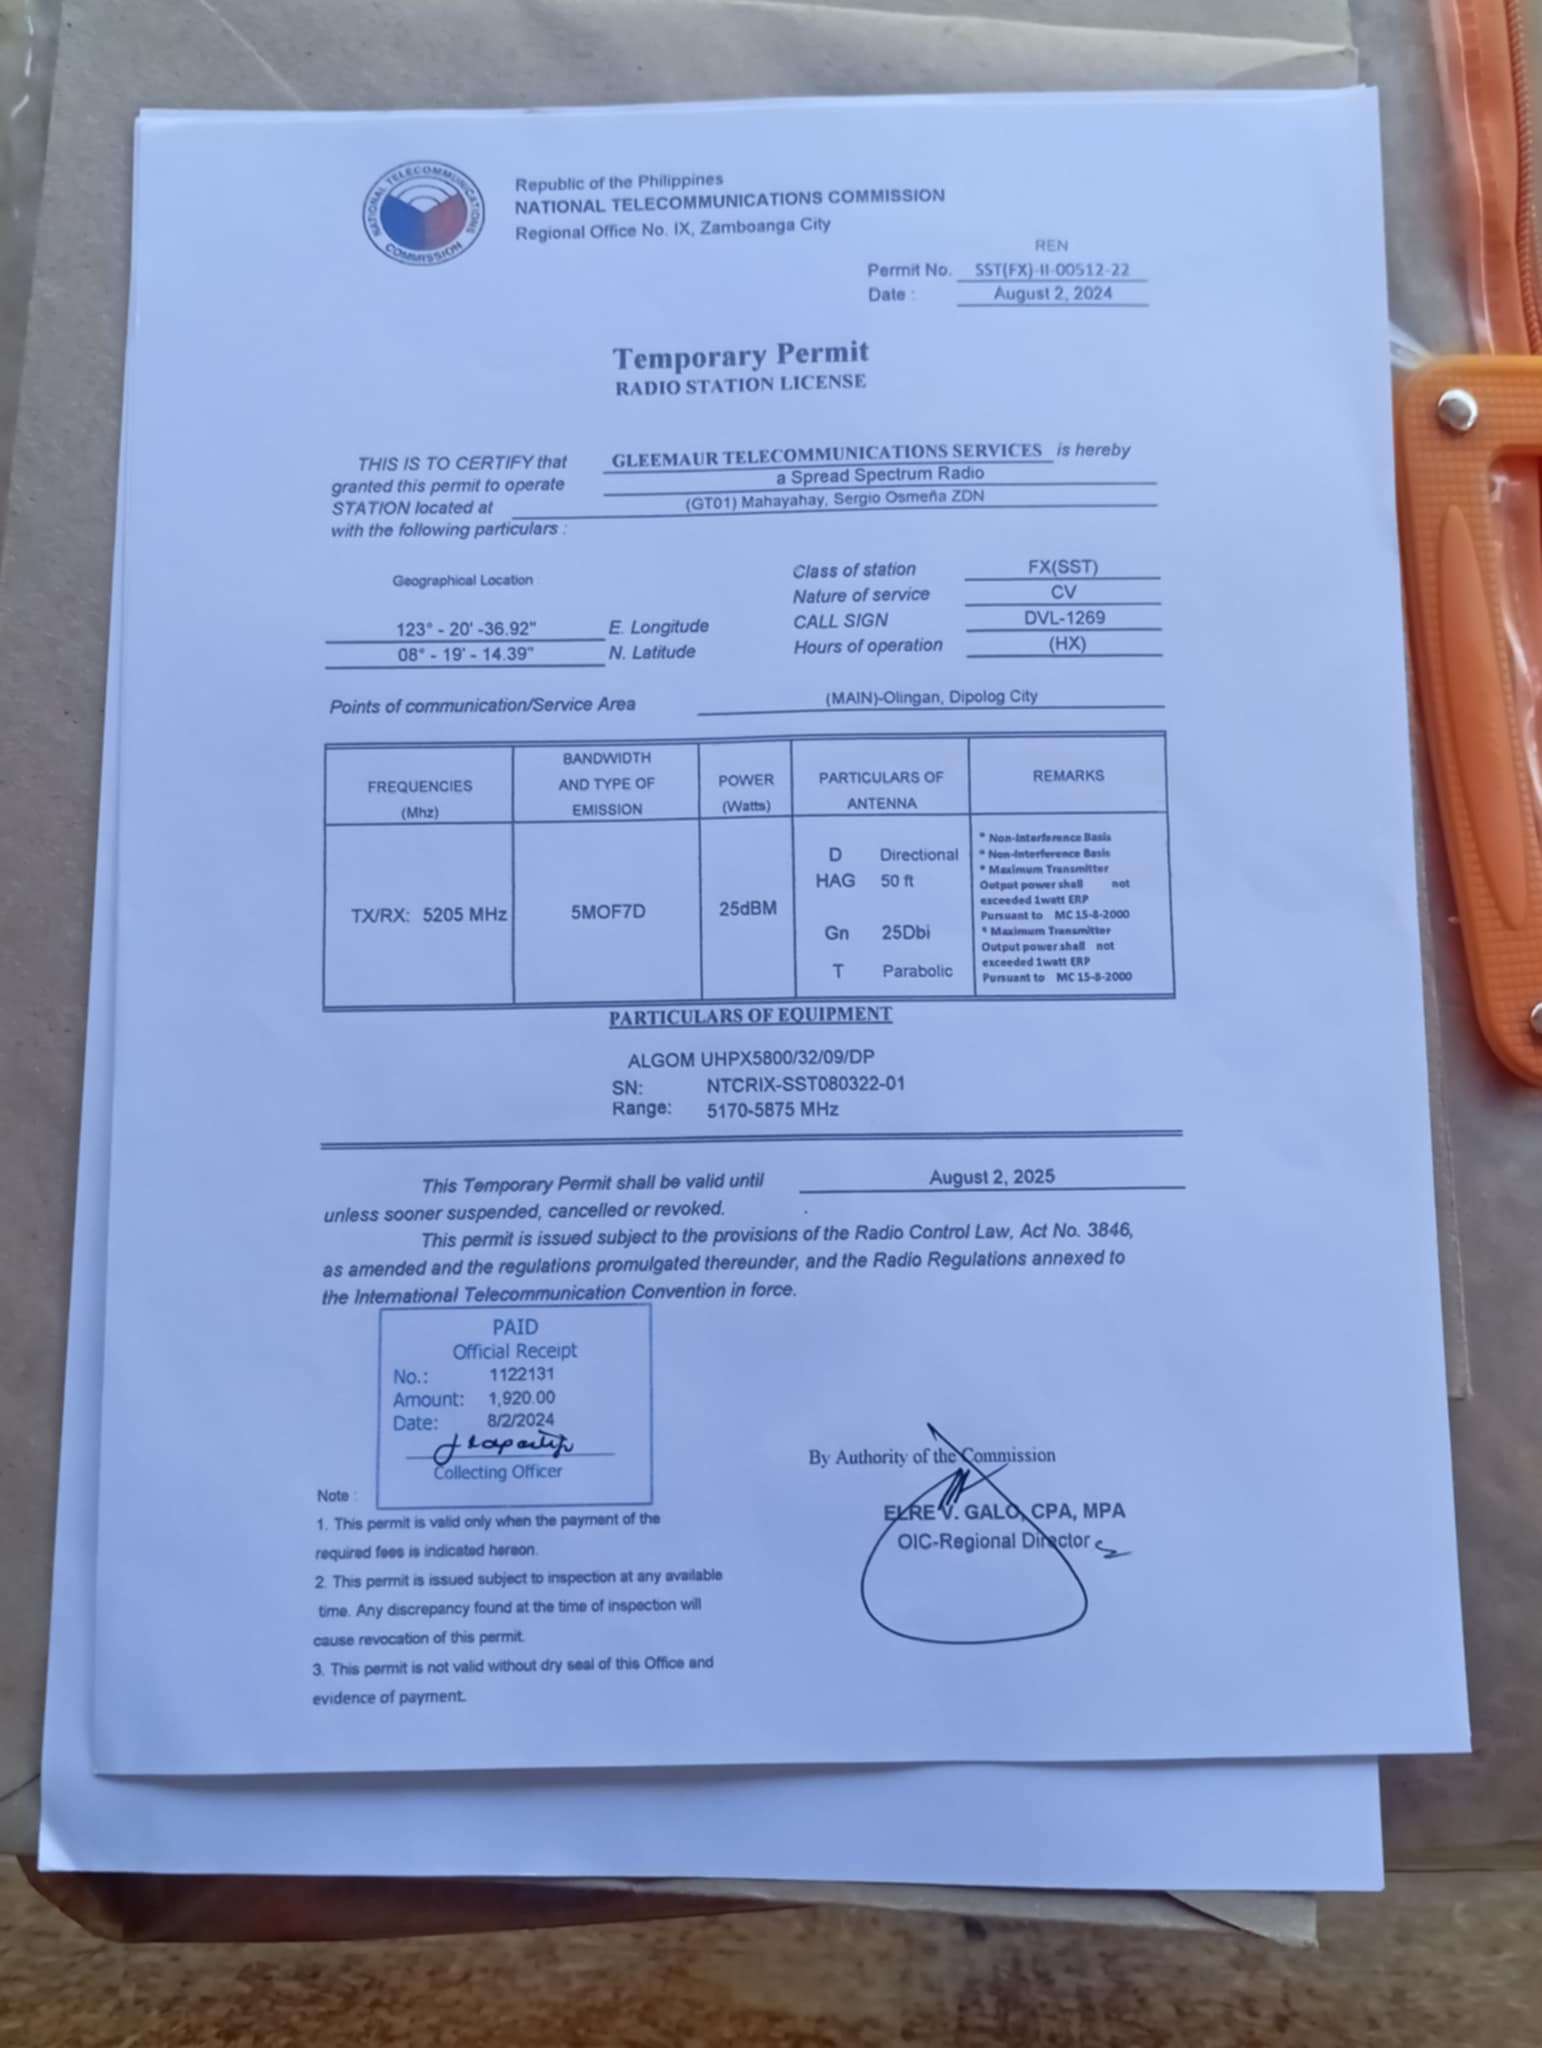 NATIONAL TELECOMMUNICATIONS COMMISSION
Republic of the Philippines
NATIONAL TELECOMMUNICATIONS COMMISSION
Regional Office No. IX, Zamboanga City
REN
Permit No. SST(FX)-II-00512-22
Date : August 2, 2024
Temporary Permit
RADIO STATION LICENSE
THIS IS TO CERTIFY that GLEEMAUR TELECOMMUNICATIONS SERVICES is hereby
granted this permit to operate a Spread Spectrum Radio
STATION located at (GT01) Mahayahay, Sergio Osmeña ZDN
with the following particulars :
Geographical Location
123° - 20' -36.92" E. Longitude
08° - 19' - 14.39" N. Latitude
Class of station FX(SST)
Nature of service CV
CALL SIGN DVL-1269
Hours of operation (HX)
Points of communication/Service Area (MAIN)-Olingan, Dipolog City
FREQUENCIES
(Mhz)
BANDWIDTH
AND TYPE OF
EMISSION
POWER
(Watts)
PARTICULARS OF
ANTENNA
REMARKS
TX/RX: 5205 MHz
5MOF7D
25dBM
D Directional
HAG 50 ft
Gn 25Dbi
T Parabolic
* Non-Interference Basis
* Non-Interference Basis
* Maximum Transmitter
Output power shall not
exceeded 1watt ERP
Pursuant to MC 15-8-2000
* Maximum Transmitter
Output power shall not
exceeded 1watt ERP
Pursuant to MC 15-8-2000
PARTICULARS OF EQUIPMENT
ALGOM UHPX5800/32/09/DP
SN: NTCRIX-SST080322-01
Range: 5170-5875 MHz
This Temporary Permit shall be valid until August 2, 2025
unless sooner suspended, cancelled or revoked.
This permit is issued subject to the provisions of the Radio Control Law, Act No. 3846,
as amended and the regulations promulgated thereunder, and the Radio Regulations annexed to
the International Telecommunication Convention in force.
PAID
Official Receipt
No.: 1122131
Amount: 1,920.00
Date: 8/2/2024
Collecting Officer
By Authority of the Commission
ELRE V. GALO, CPA, MPA
OIC-Regional Director
Note :
1. This permit is valid only when the payment of the
required fees is indicated hereon.
2. This permit is issued subject to inspection at any available
time. Any discrepancy found at the time of inspection will
cause revocation of this permit.
3. This permit is not valid without dry seal of this Office and
evidence of payment.